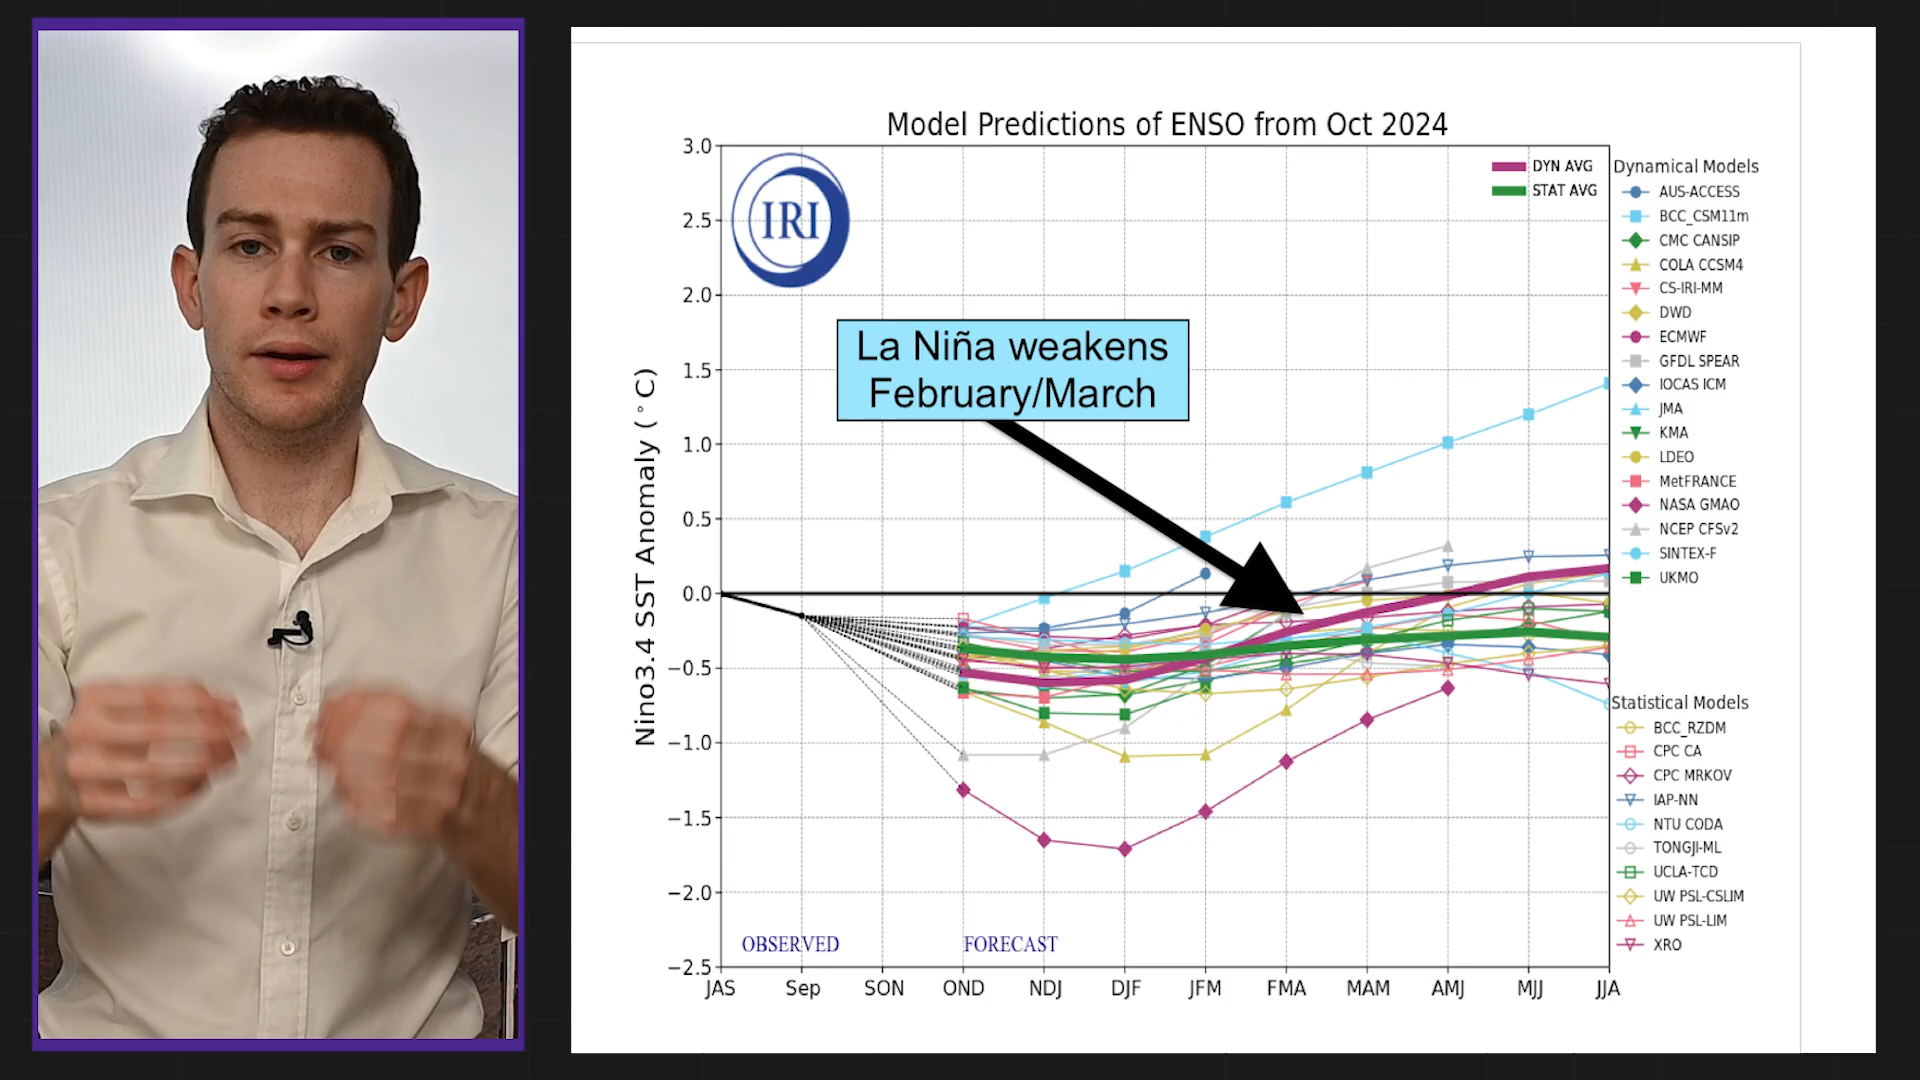 Model Predictions of ENSO from Oct 2024
3.0
2.5
2.0
1.5
1.0
0.5
0.0
−0.5
−1.0
−1.5
−2.0
−2.5
Nino3.4 SST Anomaly (°C)
IRI
La Niña weakens
February/March
DYN AVG
STAT AVG
OBSERVED
FORECAST
JAS Sep SON OND NDJ DJF JFM FMA MAM AMJ MJJ JJA
Dynamical Models
AUS-ACCESS
BCC_CSM11m
CMC CANSIP
COLA CCSM4
CS-IRI-MM
DWD
ECMWF
GFDL SPEAR
IOCAS ICM
JMA
KMA
LDEO
MetFRANCE
NASA GMAO
NCEP CFSv2
SINTEX-F
UKMO
Statistical Models
BCC_RZDM
CPC CA
CPC MRKOV
IAP-NN
NTU CODA
TONGJI-ML
UCLA-TCD
UW PSL-CSLIM
UW PSL-LIM
XRO